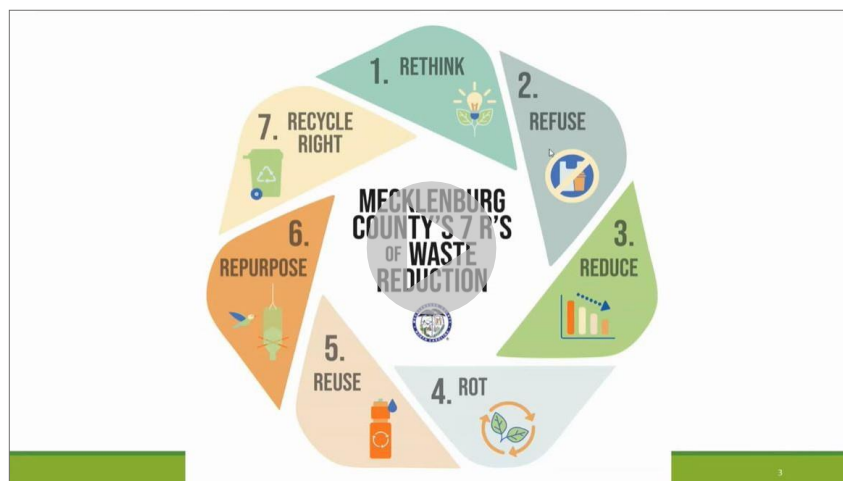 1. RETHINK
2.
REFUSE
3.
REDUCE
4. ROT
5.
REUSE
6.
REPURPOSE
7. RECYCLE
RIGHT
MECKLENBURG
COUNTY'S 7 R'S
OF WASTE
REDUCTION
3